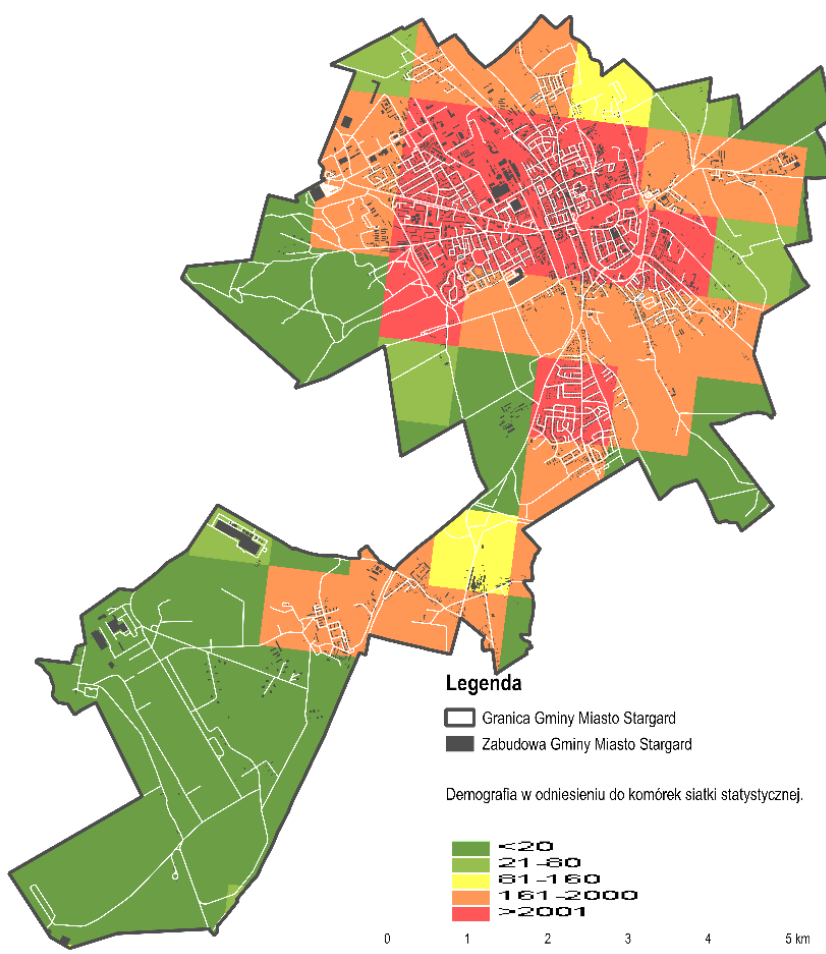 Legenda
Granica Gminy Miasto Stargard
Zabudowa Gminy Miasto Stargard
Demografia w odniesieniu do komórek siatki statystycznej.
<20
21-80
81-160
161-2000
>2001
0 1 2 3 4 5 km